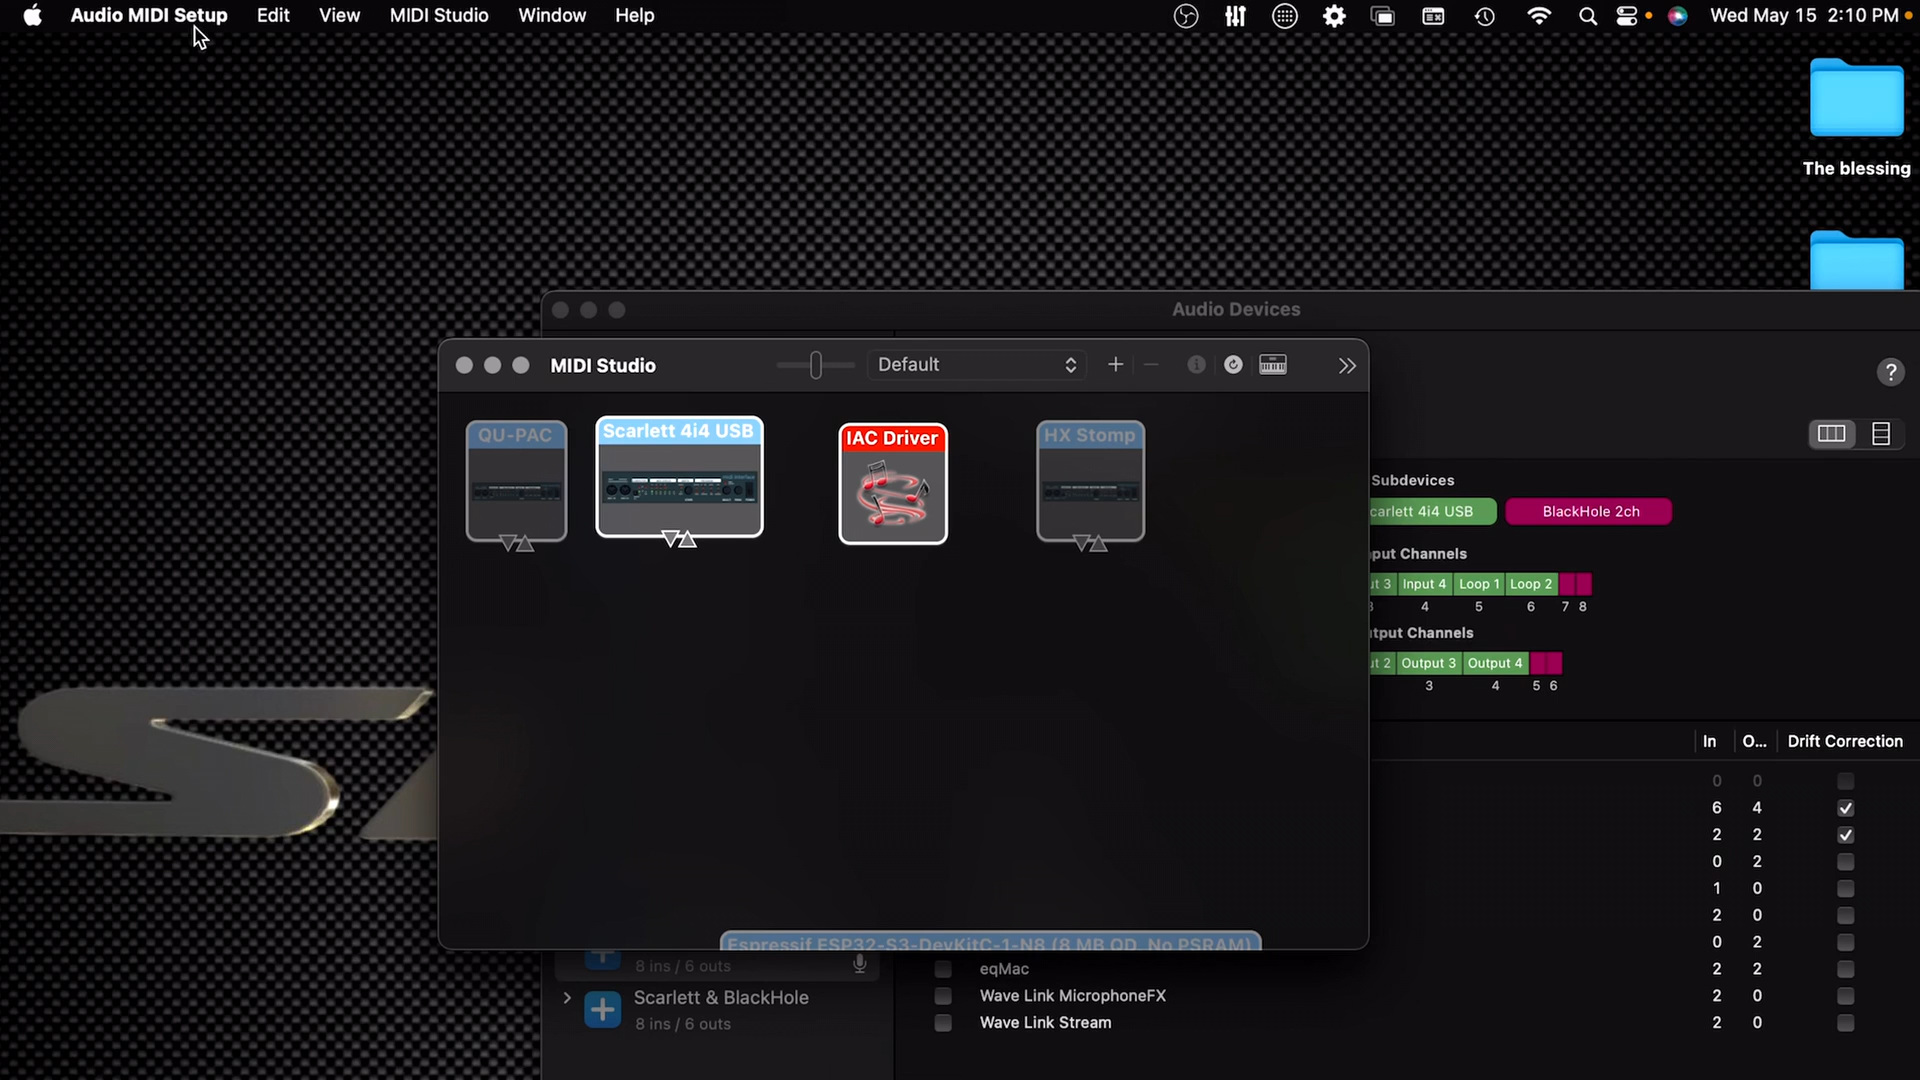 Audio MIDI Setup Edit View MIDI Studio Window Help Wed May 15 2:10 PM
The blessing
Audio Devices
MIDI Studio Default
?
QU-PAC Scarlett 4i4 USB IAC Driver HX Stomp
Subdevices
carlett 4i4 USB BlackHole 2ch
put Channels
ut 3 Input 4 Loop 1 Loop 2
3 4 5 6 7 8
tput Channels
ut 2 Output 3 Output 4
3 4 5 6
In O... Drift Correction
0 0
6 4
2 2
0 2
1 0
2 0
0 2
Espressif ESP32-S3-DevKitC-1-N8 (8 MB QD, No PSRAM)
8 ins / 6 outs
eqMac 2 2
Scarlett & BlackHole
8 ins / 6 outs
Wave Link MicrophoneFX 2 0
Wave Link Stream 2 0